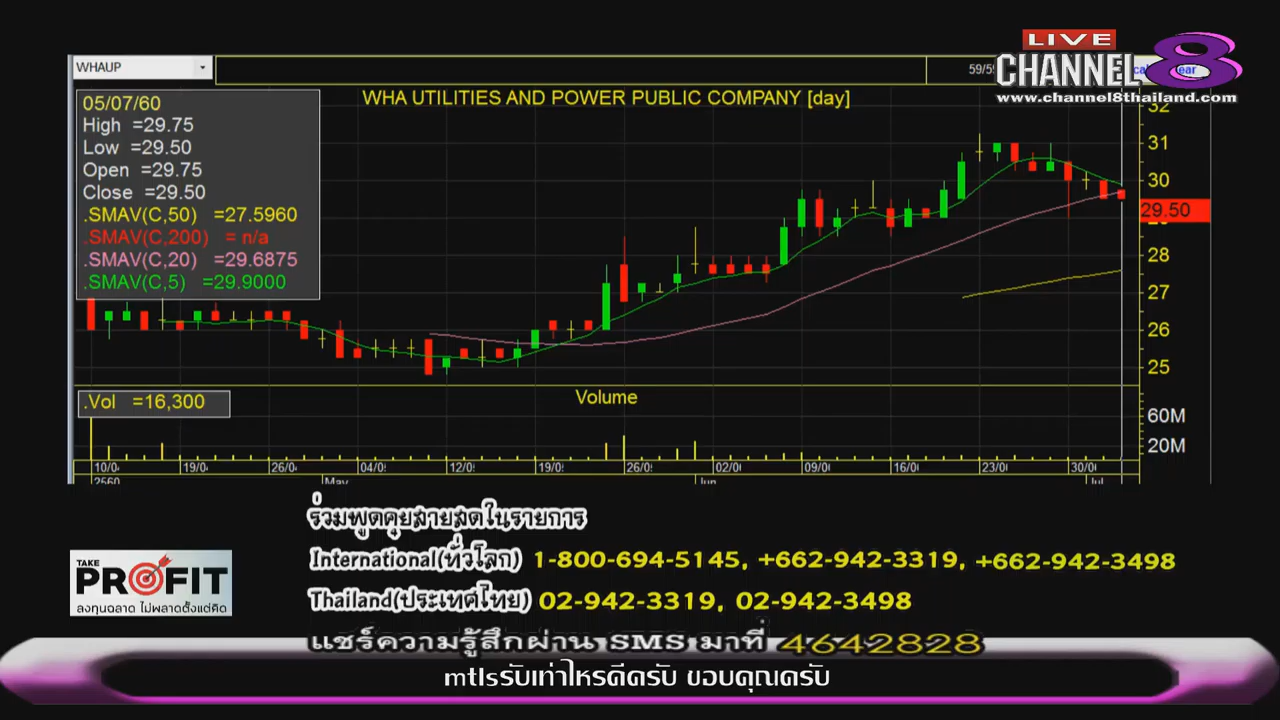 LIVE
CHANNEL 8
www.channel8thailand.com
WHAUP
WHA UTILITIES AND POWER PUBLIC COMPANY [day]
05/07/60
High =29.75
Low =29.50
Open =29.75
Close =29.50
.SMAV(C,50) =27.5960
.SMAV(C,200) = n/a
.SMAV(C,20) =29.6875
.SMAV(C,5) =29.9000
32
31
30
29.50
28
27
26
25
.Vol =16,300
Volume
60M
20M
10/0 19/0 26/0 04/0 12/0 19/0 26/0 02/0 09/0 16/0 23/0 30/0
2560 May Jun Jul
ร่วมพูดคุยสายสดในรายการ
International(ทั่วโลก) 1-800-694-5145, +662-942-3319, +662-942-3498
Thailand(ประเทศไทย) 02-942-3319, 02-942-3498
TAKE
PROFIT
ลงทุนฉลาด ไม่พลาดตั้งแต่คิด
แชร์ความรู้สึกผ่าน SMS มาที่ 4642828
mtlsรับเท่าไหรดีครับ ขอบคุณครับ